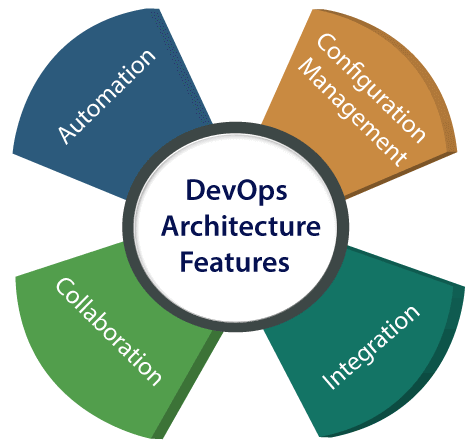 Automation
Configuration
Management
DevOps
Architecture
Features
Collaboration
Integration